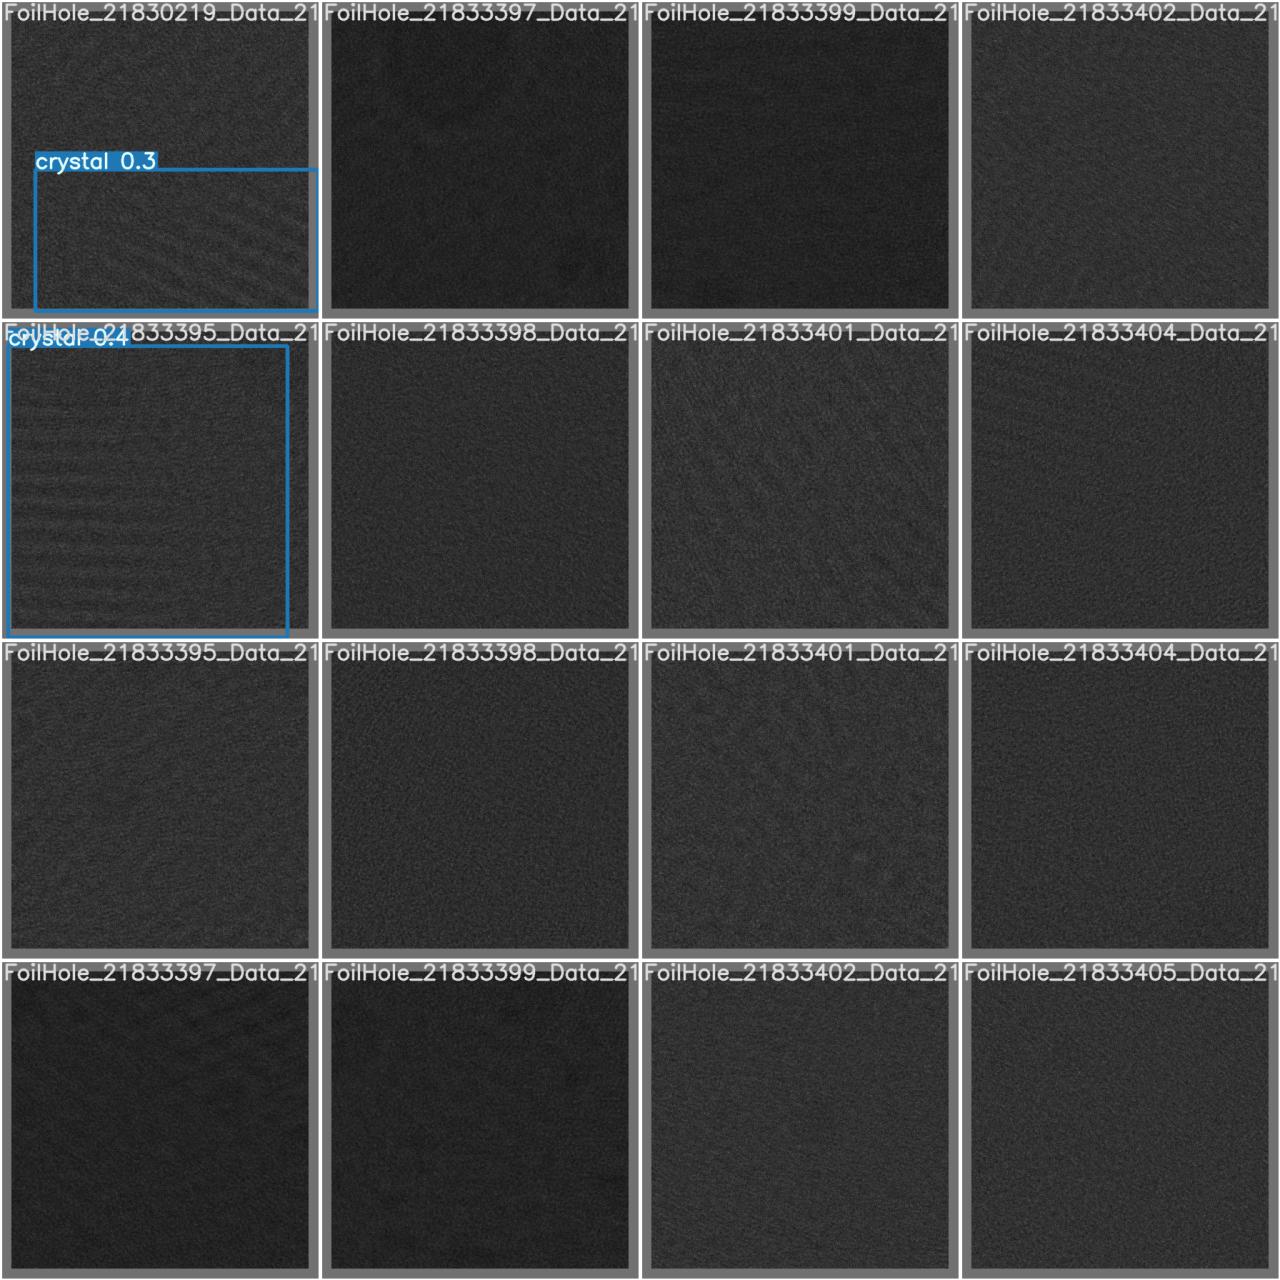 FoilHole_21830219_Data_21
FoilHole_21833397_Data_21
FoilHole_21833399_Data_21
FoilHole_21833402_Data_21
crystal 0.3
FoilHole_21833395_Data_21
FoilHole_21833398_Data_21
FoilHole_21833401_Data_21
FoilHole_21833404_Data_21
crystal 0.4
FoilHole_21833395_Data_21
FoilHole_21833398_Data_21
FoilHole_21833401_Data_21
FoilHole_21833404_Data_21
FoilHole_21833397_Data_21
FoilHole_21833399_Data_21
FoilHole_21833402_Data_21
FoilHole_21833405_Data_21